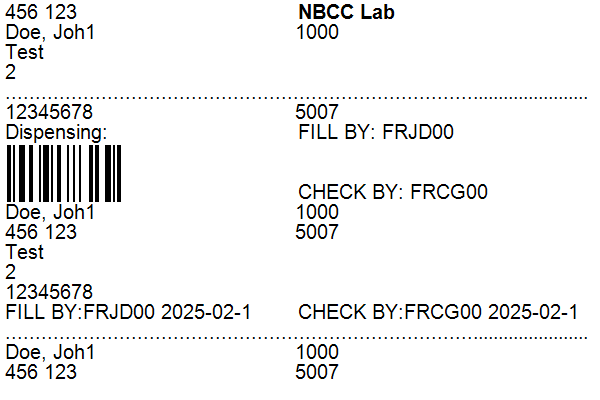 456 123 NBCC Lab
Doe, Joh1 1000
Test
2
12345678 5007
Dispensing: FILL BY: FRJD00
CHECK BY: FRCG00
Doe, Joh1 1000
456 123 5007
Test
2
12345678
FILL BY:FRJD00 2025-02-1 CHECK BY:FRCG00 2025-02-1
Doe, Joh1 1000
456 123 5007